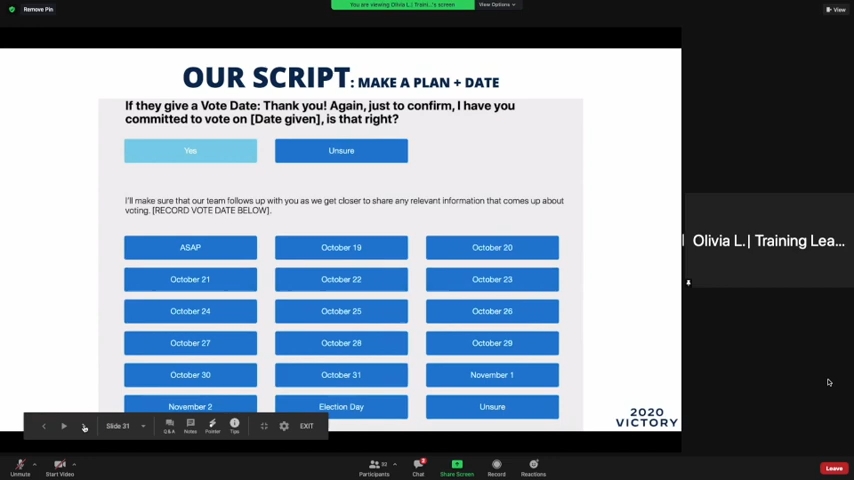 Remove Pin
You are viewing Olivia L.| Traini...'s screen
View Options
View
OUR SCRIPT: MAKE A PLAN + DATE
If they give a Vote Date: Thank you! Again, just to confirm, I have you
committed to vote on [Date given], is that right?
Yes
Unsure
I'll make sure that our team follows up with you as we get closer to share any relevant information that comes up about
voting. [RECORD VOTE DATE BELOW].
ASAP
October 19
October 20
October 21
October 22
October 23
October 24
October 25
October 26
October 27
October 28
October 29
October 30
October 31
November 1
November 2
Election Day
Unsure
Olivia L.| Training Lea...
2020
VICTORY
Slide 31
Q & A
Notes
Pointer
Tips
EXIT
Unmute
Start Video
Participants
92
Chat
Share Screen
Record
Reactions
Leave